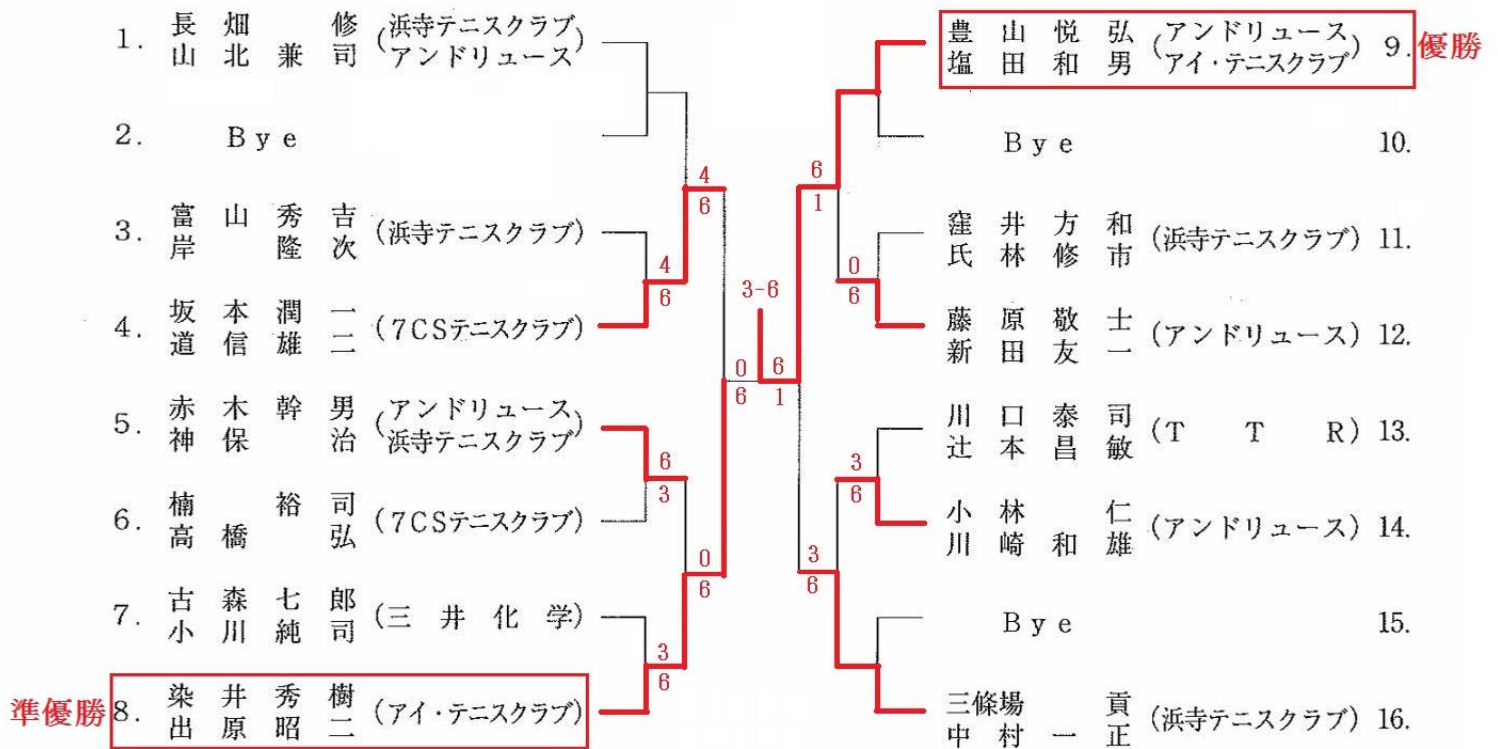 1. 長畑 修 (浜寺テニスクラブ)
山北兼司 (アンドリュース)
2. Bye
3. 富山秀吉 (浜寺テニスクラブ)
岸 隆次
4. 坂本潤一 (7CSテニスクラブ)
道信雄二
5. 赤木幹男 (アンドリュース)
神保 治 (浜寺テニスクラブ)
6. 楠 裕司 (7CSテニスクラブ)
高橋 弘
7. 古森七郎 (三井化学)
小川純司
準優勝 8. 染井秀樹 (アイ・テニスクラブ)
出原昭二
4
6
4
6
0
6
6
3
0
6
3
6
3-6
6
1
6
1
0
6
3
6
3
6
豊山悦弘 (アンドリュース) 9. 優勝
塩田和男 (アイ・テニスクラブ)
Bye 10.
窪井方和 (浜寺テニスクラブ) 11.
氏林修市
藤原敬士 (アンドリュース) 12.
新田友一
川口泰司 (TTR) 13.
辻本昌敏
小林 仁 (アンドリュース) 14.
川崎和雄
Bye 15.
三條場 貢 (浜寺テニスクラブ) 16.
中村一正